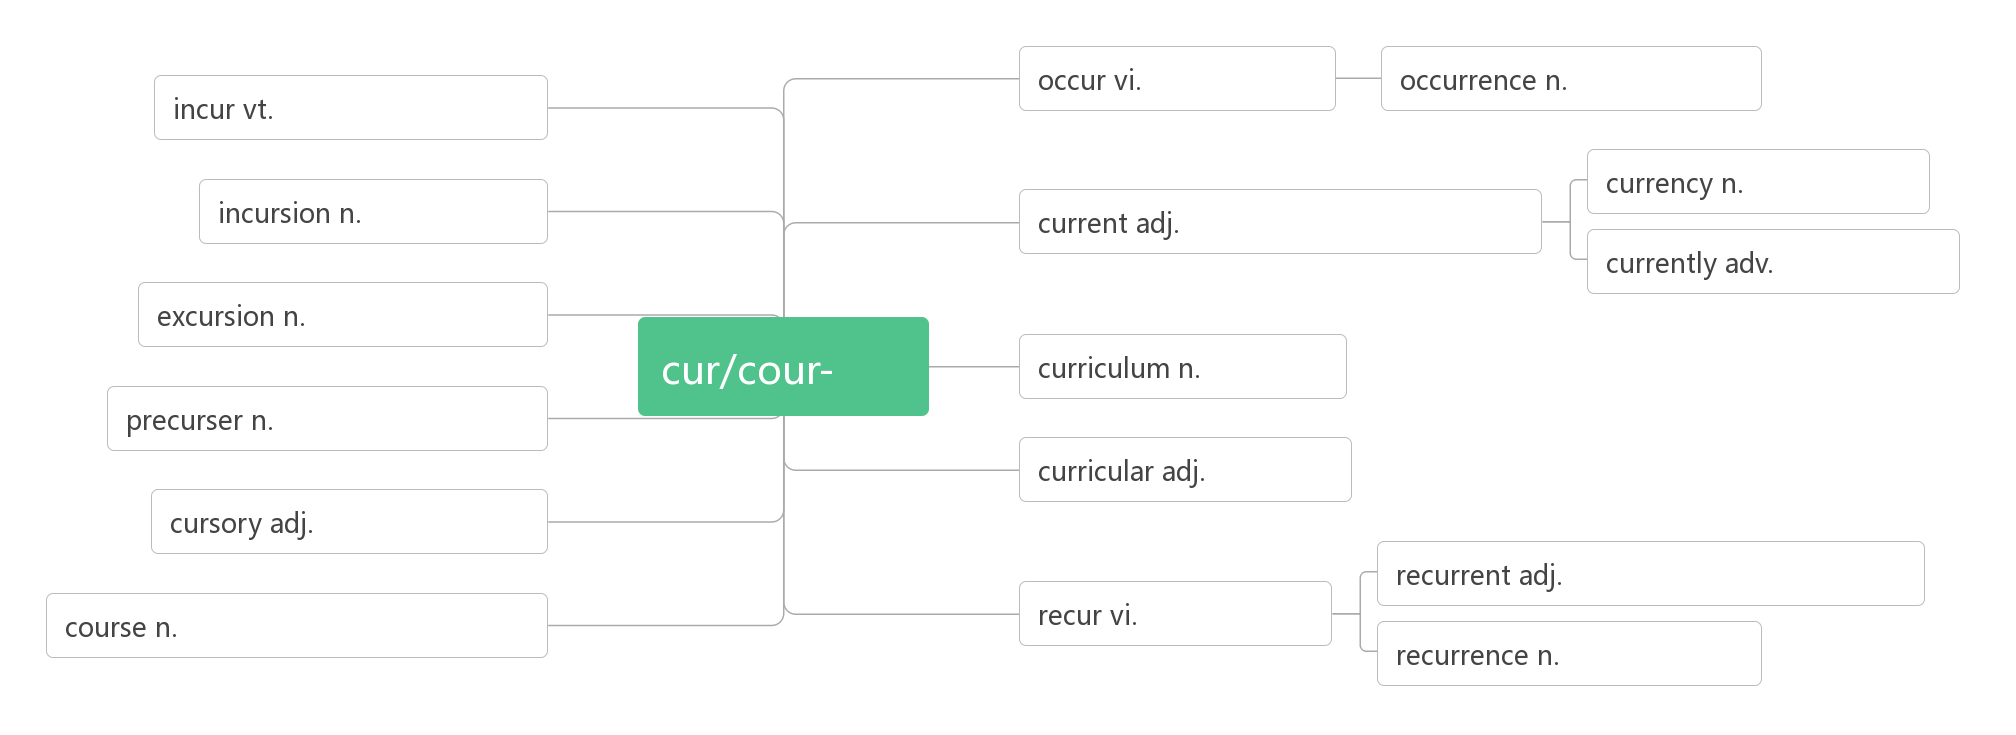 cur/cour-
incur vt.
incursion n.
excursion n.
precurser n.
cursory adj.
course n.
occur vi.
occurrence n.
current adj.
currency n.
currently adv.
curriculum n.
curricular adj.
recur vi.
recurrent adj.
recurrence n.